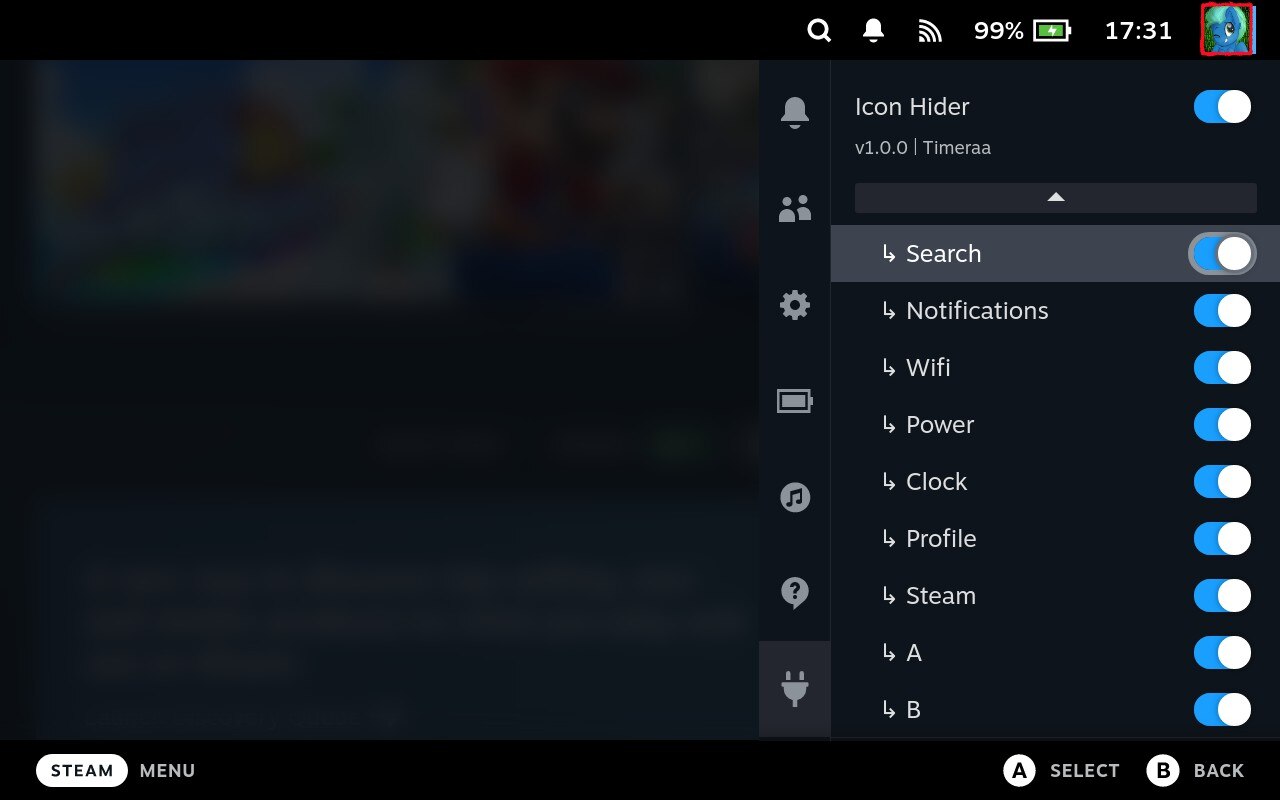 99% 17:31
Icon Hider
v1.0.0 | Timeraa
↳ Search
↳ Notifications
↳ Wifi
↳ Power
↳ Clock
↳ Profile
↳ Steam
↳ A
↳ B
STEAM MENU A SELECT B BACK